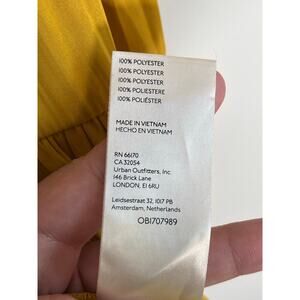 100% POLYESTER
100% POLYESTER
100% POLYESTER
100% POLIESTERE
100% POLIÉSTER
MADE IN VIETNAM
HECHO EN VIETNAM
RN 66170
CA 32054
Urban Outfitters, Inc.
146 Brick Lane
LONDON, E1 6RU
Leidsestraat 32, 1017 PB
Amsterdam, Netherlands
OB1707989